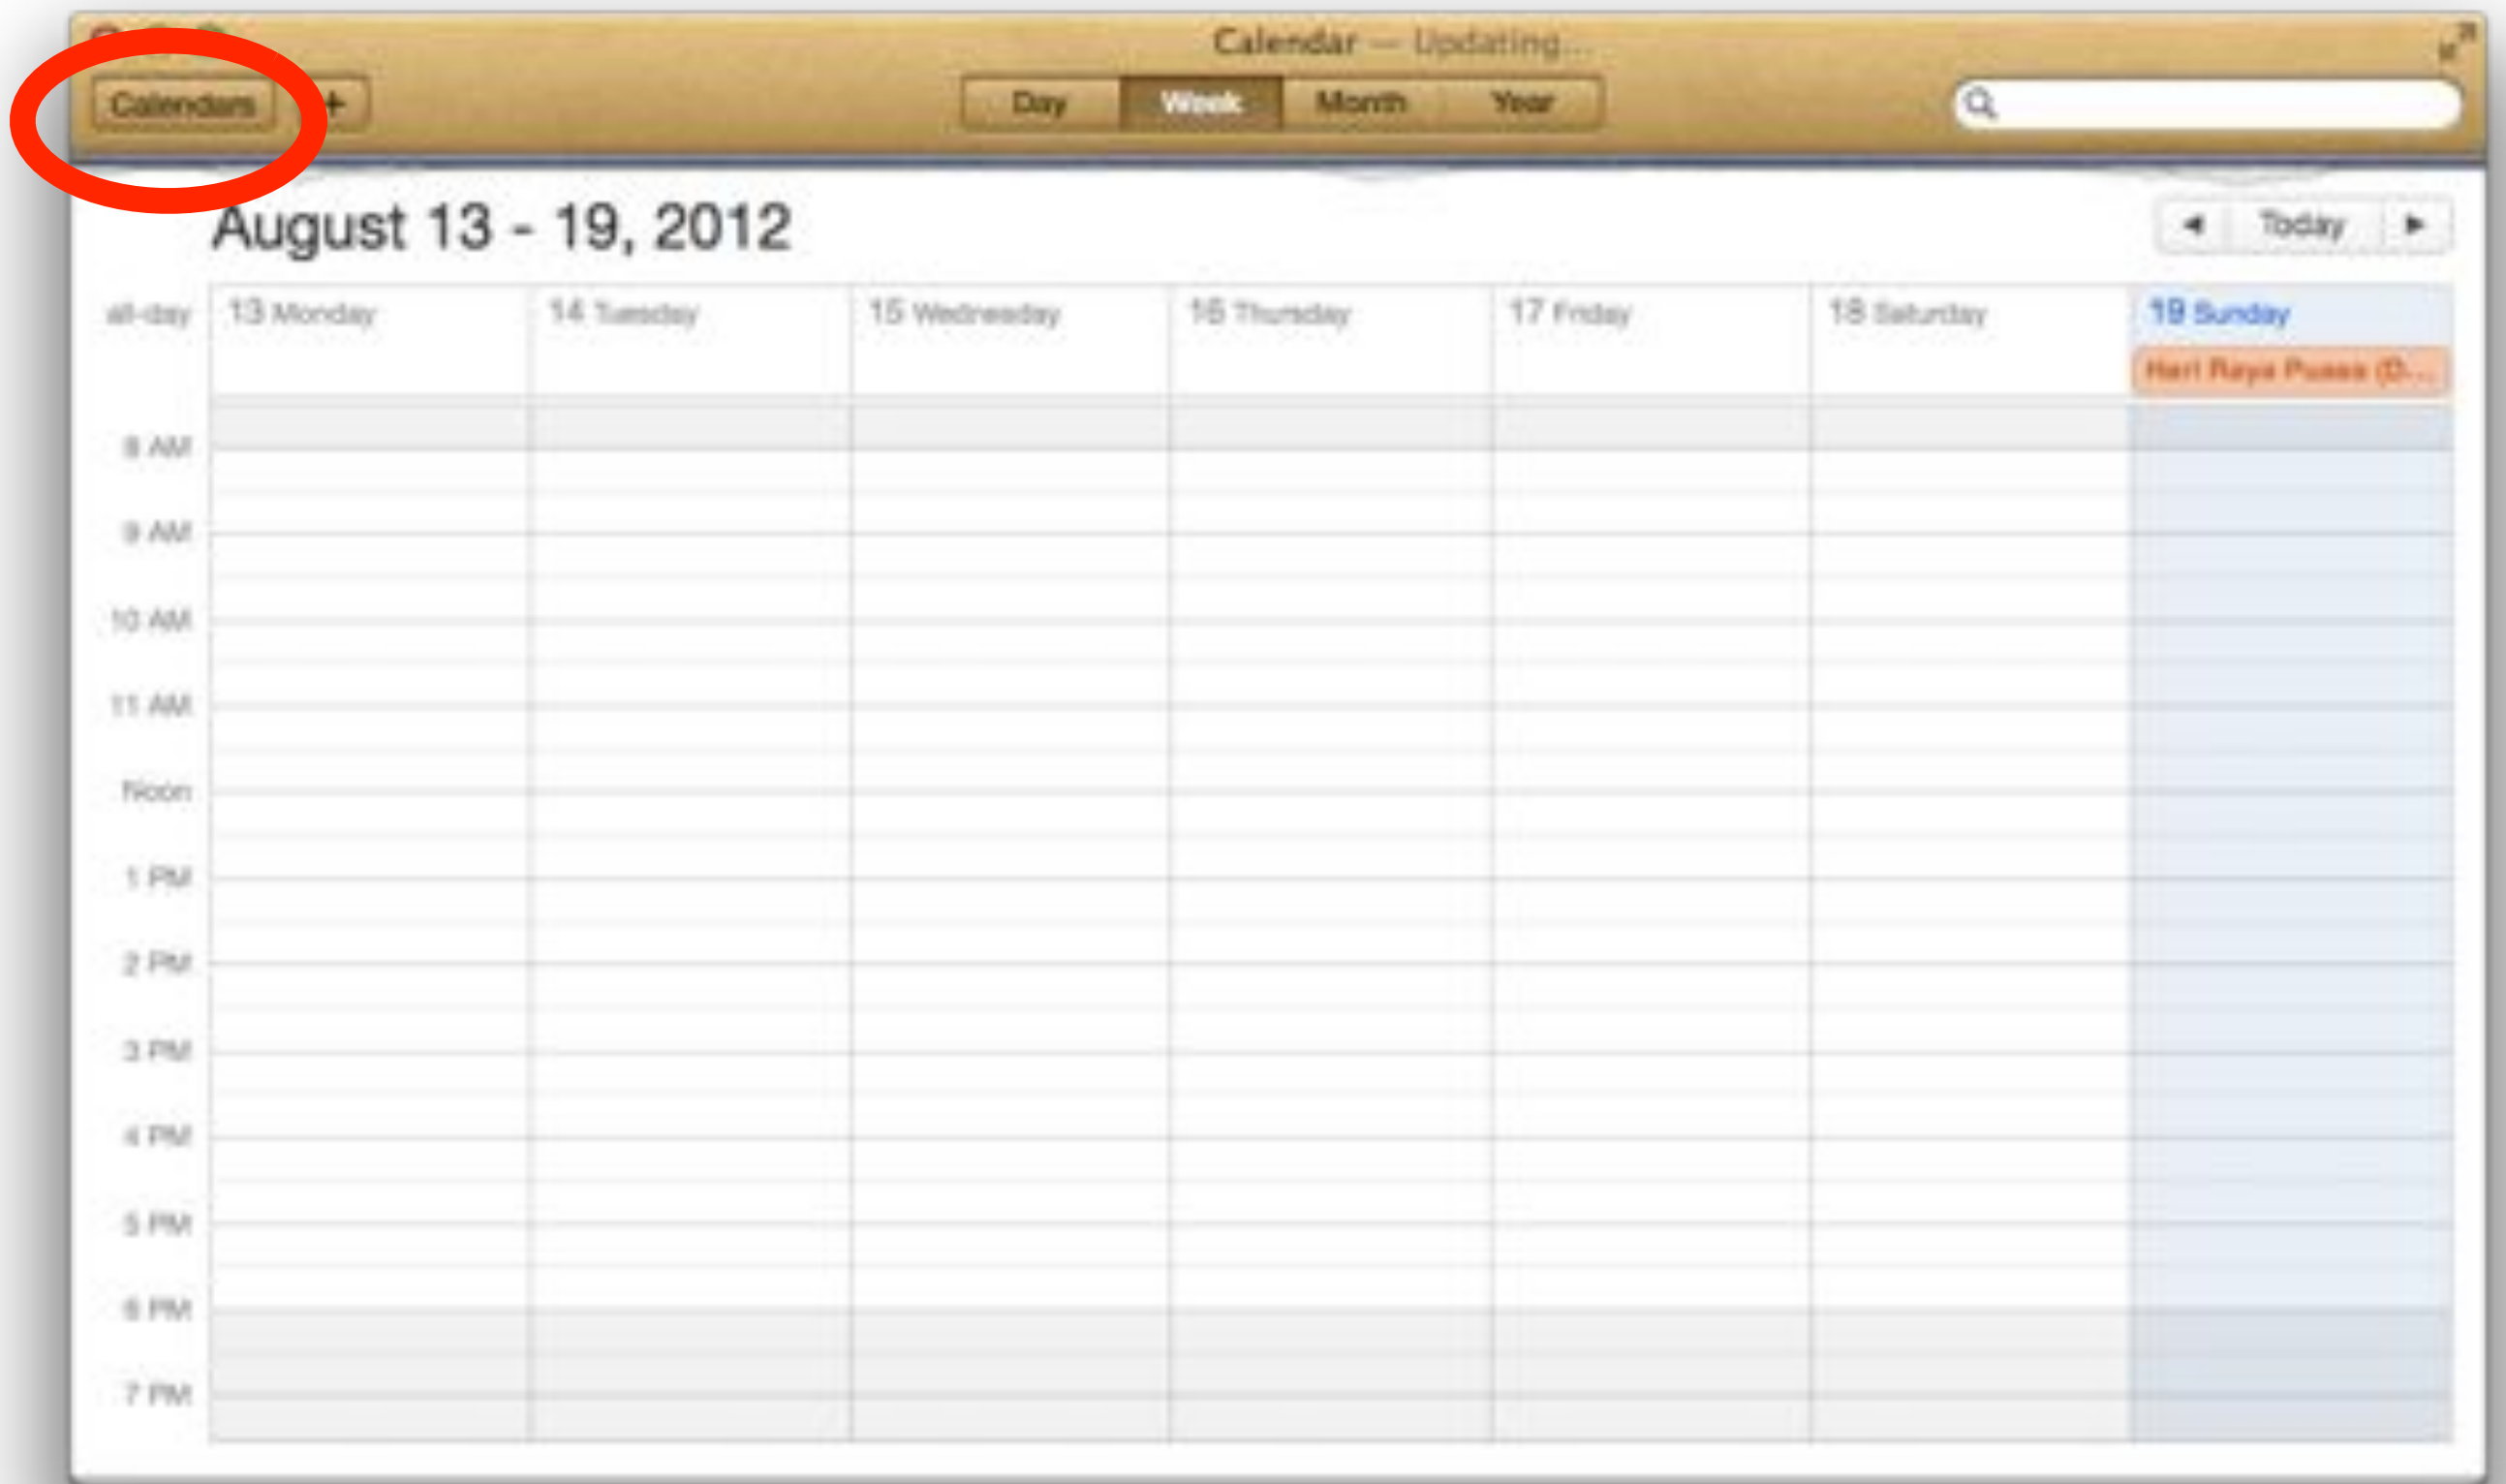 Calendar — Updating...
Calendars +
Day Week Month Year
August 13 - 19, 2012
Today
all-day 13 Monday 14 Tuesday 15 Wednesday 16 Thursday 17 Friday 18 Saturday 19 Sunday
Hari Raya Puasa (D...
8 AM
9 AM
10 AM
11 AM
Noon
1 PM
2 PM
3 PM
4 PM
5 PM
6 PM
7 PM